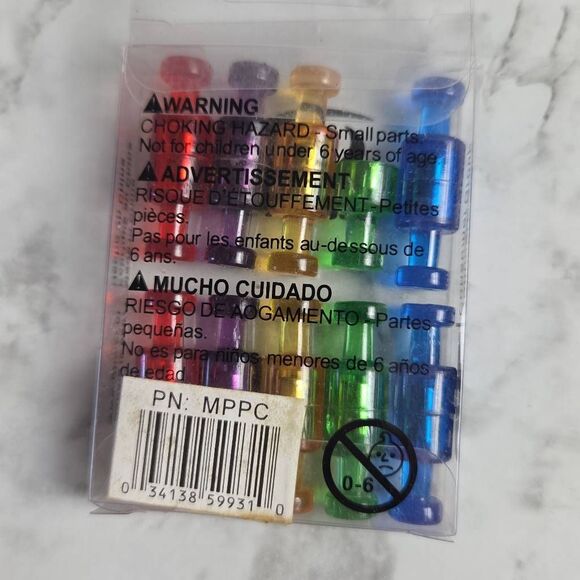 WARNING
CHOKING HAZARD - Small parts.
Not for children under 6 years of age
ADVERTISSEMENT
RISQUE D'ETOUFFEMENT-Petites
pièces.
Pas pour les enfants au-dessous de
6 ans.
MUCHO CUIDADO
RIESGO DE AOGAMIENTO -Partes
pequeñas.
No es para niños menores de 6 años
de edad
PN: MPPC
0 34138 59931 0
0-6